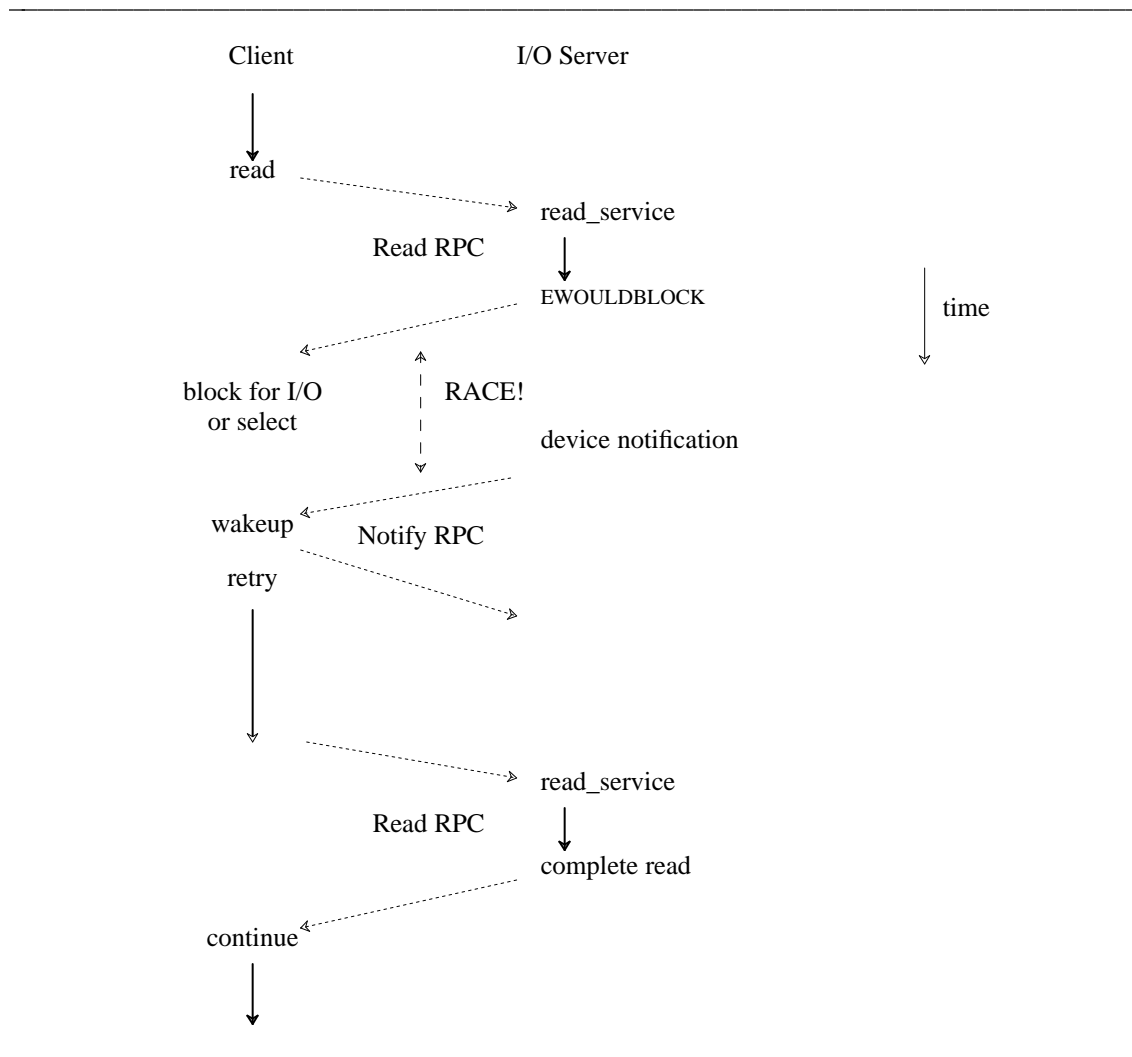 Client I/O Server
read
read_service
Read RPC
EWOULDBLOCK
time
block for I/O
or select
RACE!
device notification
wakeup
Notify RPC
retry
read_service
Read RPC
complete read
continue